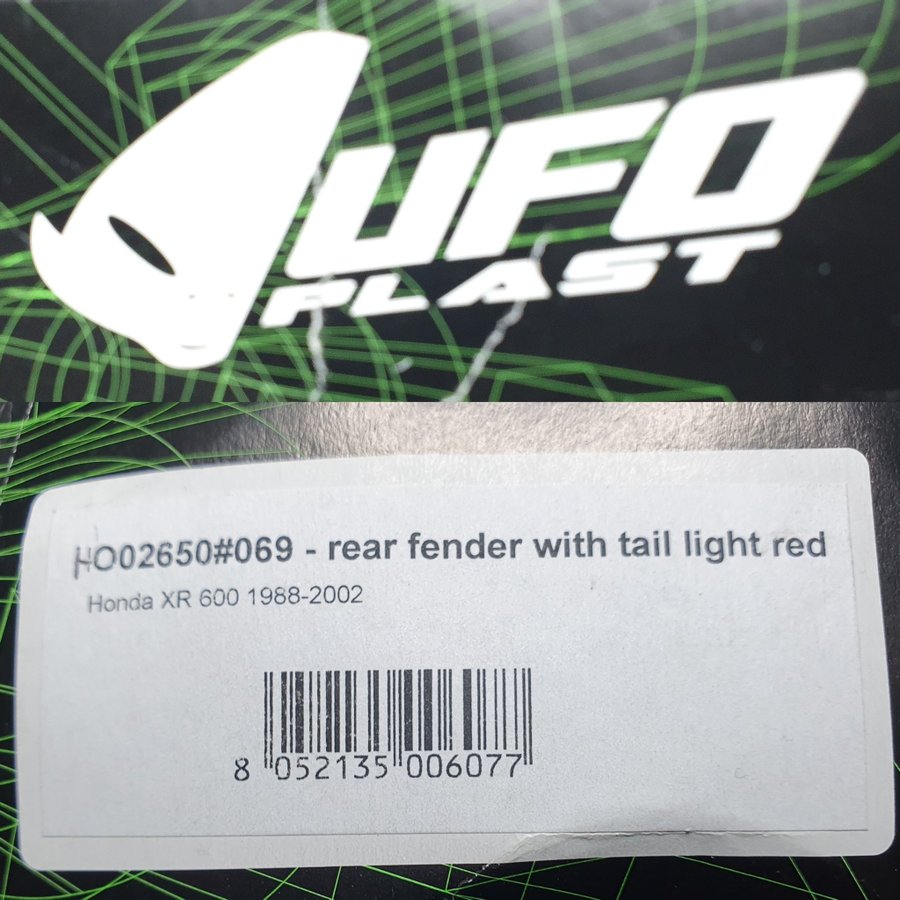 UFO
PLAST
HO02650#069 - rear fender with tail light red
Honda XR 600 1988-2002
8 052135 006077